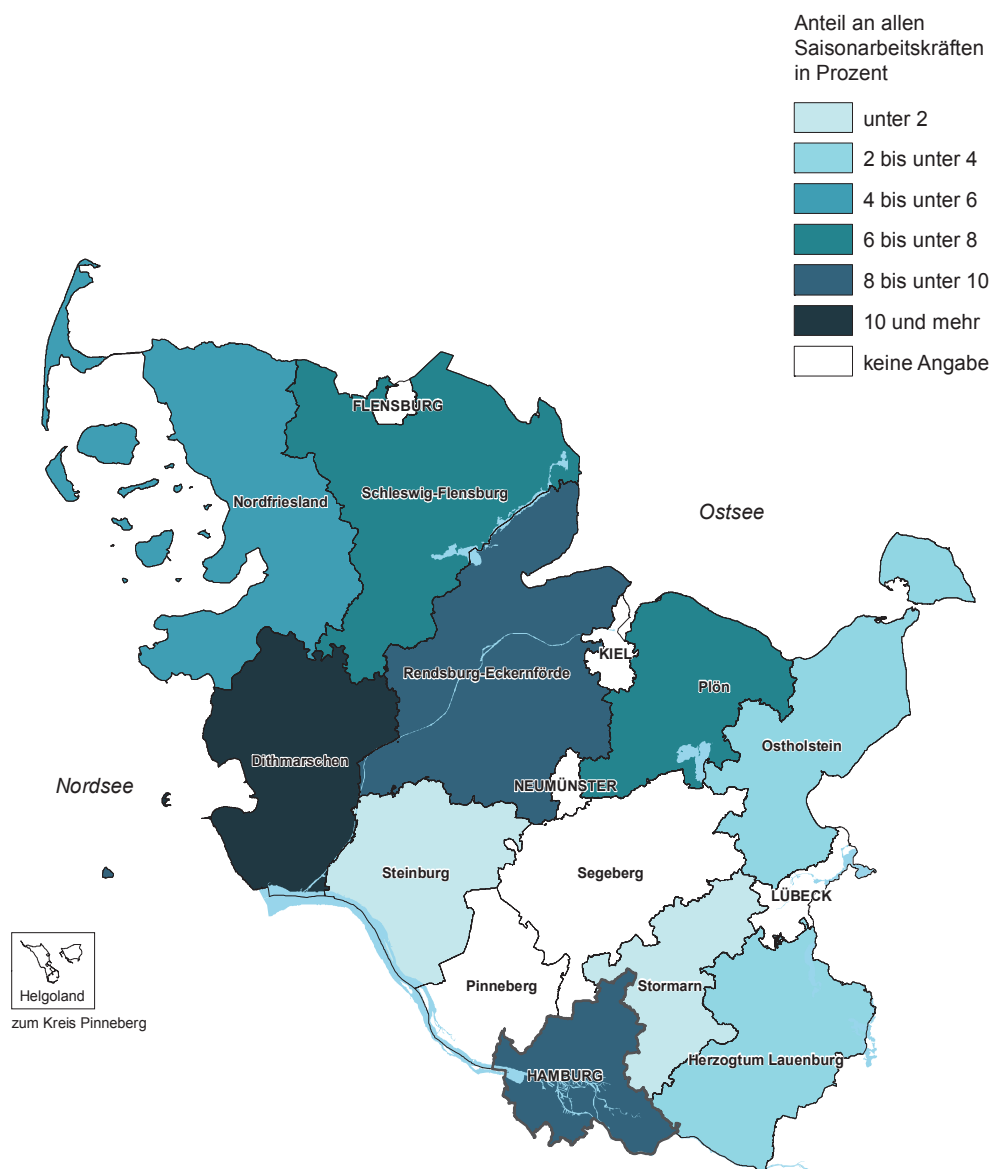 Anteil an allen
Saisonarbeitskräften
in Prozent
unter 2
2 bis unter 4
4 bis unter 6
6 bis unter 8
8 bis unter 10
10 und mehr
keine Angabe
FLENSBURG
Schleswig-Flensburg
Nordfriesland
Ostsee
KIEL
Rendsburg-Eckernförde
Plön
Ostholstein
Dithmarschen
Nordsee
NEUMÜNSTER
Steinburg
Segeberg
LÜBECK
Pinneberg
Stormarn
Helgoland
zum Kreis Pinneberg
Herzogtum Lauenburg
HAMBURG